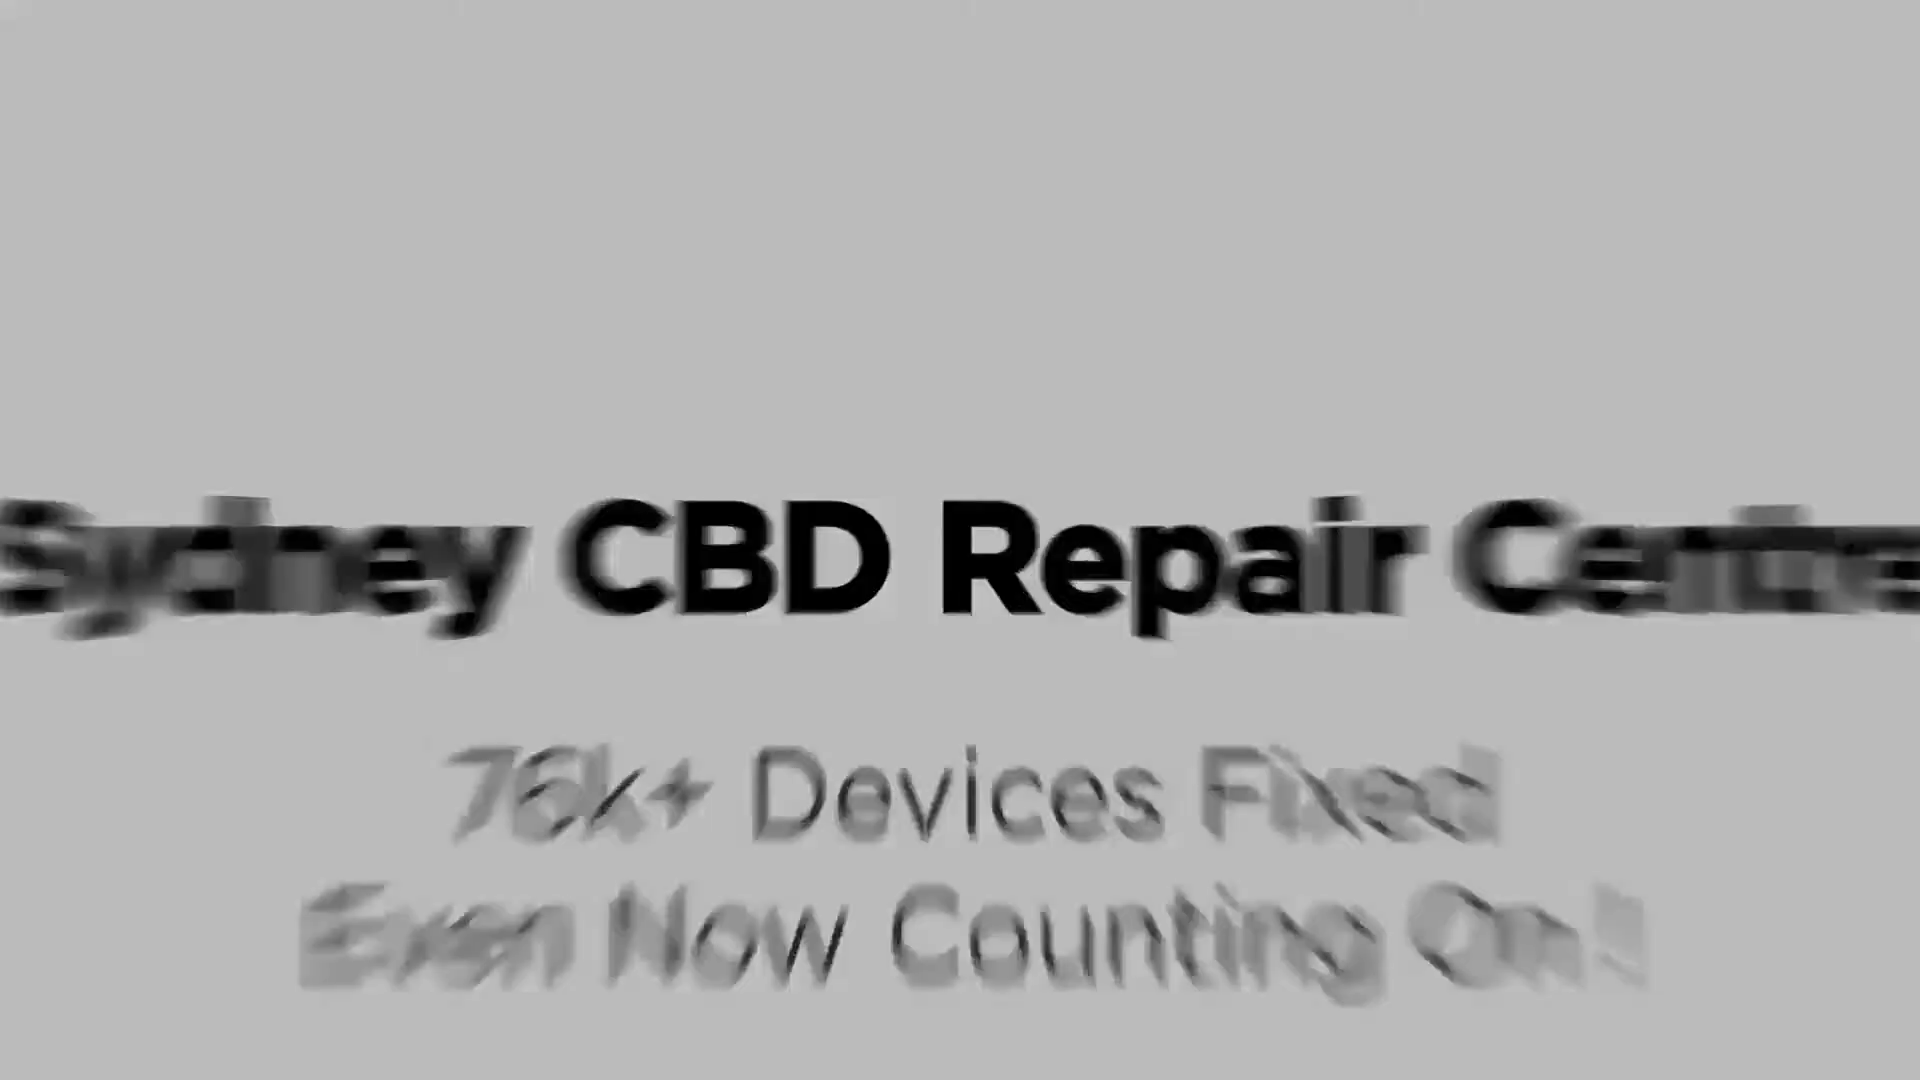 Sydney CBD Repair Centre
76k+ Devices Fixed
Even Now Counting On!